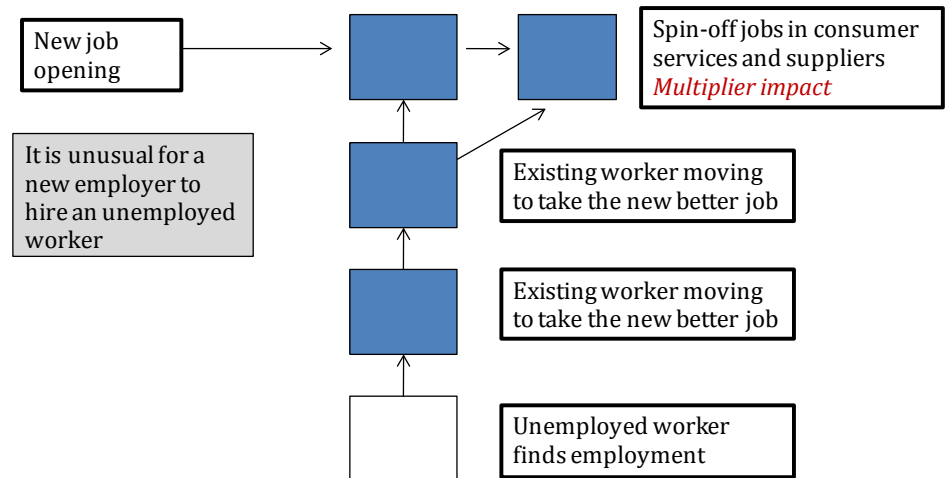 New job
opening
Spin-off jobs in consumer
services and suppliers
Multiplier impact
It is unusual for a
new employer to
hire an unemployed
worker
Existing worker moving
to take the new better job
Existing worker moving
to take the new better job
Unemployed worker
finds employment